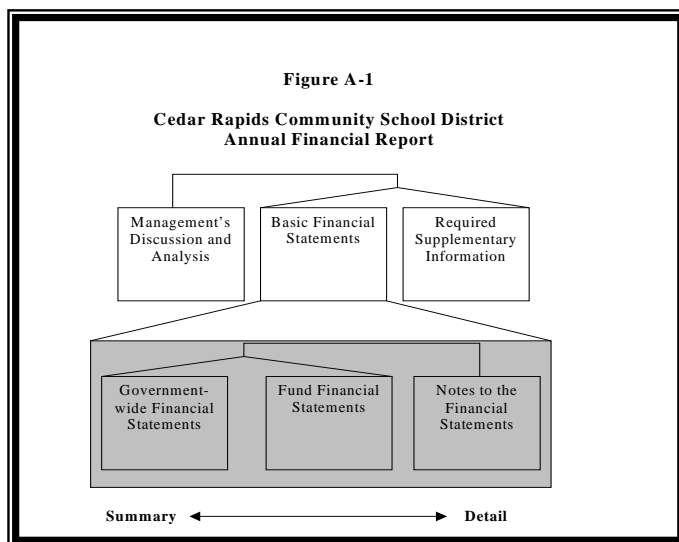 Figure A-1
Cedar Rapids Community School District
Annual Financial Report
Management's
Discussion and
Analysis
Basic Financial
Statements
Required
Supplementary
Information
Government-
wide Financial
Statements
Fund Financial
Statements
Notes to the
Financial
Statements
Summary
Detail